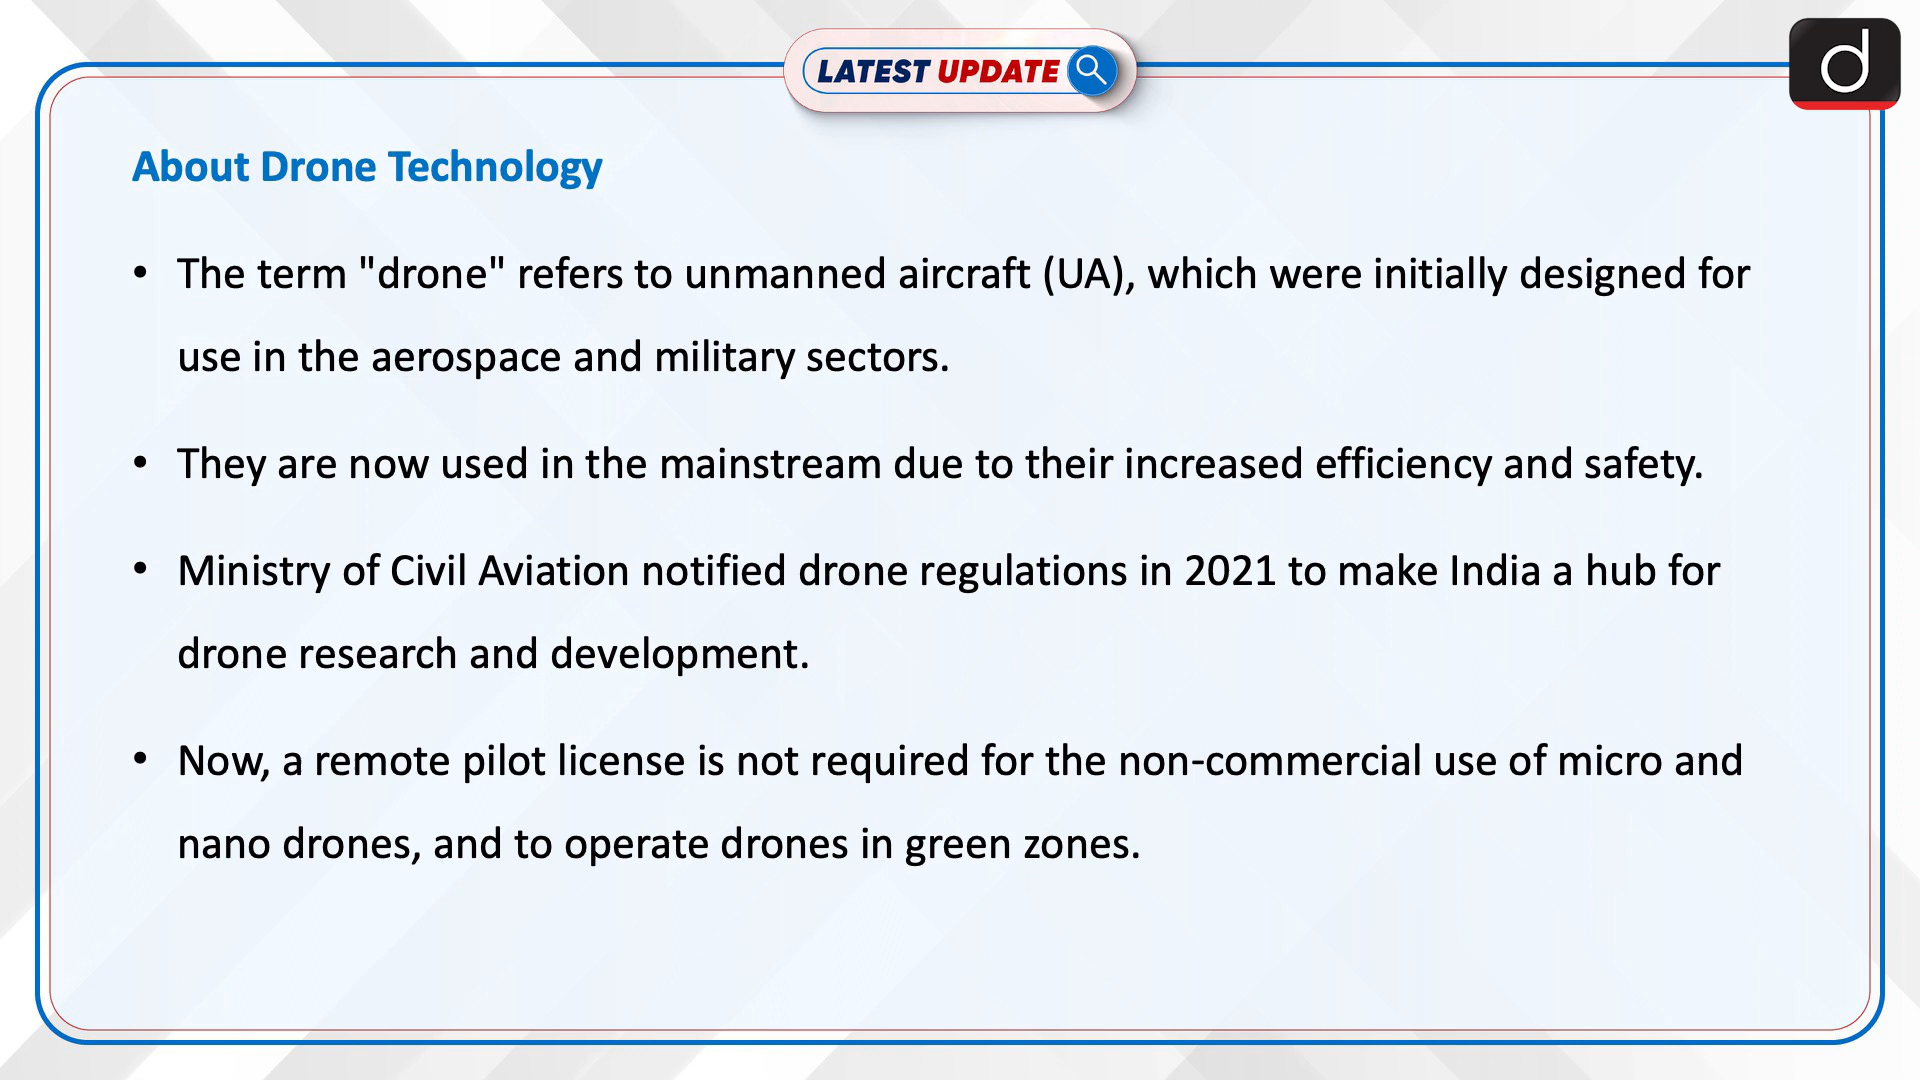 LATEST UPDATE
d
About Drone Technology
• The term "drone" refers to unmanned aircraft (UA), which were initially designed for
use in the aerospace and military sectors.
• They are now used in the mainstream due to their increased efficiency and safety.
• Ministry of Civil Aviation notified drone regulations in 2021 to make India a hub for
drone research and development.
• Now, a remote pilot license is not required for the non-commercial use of micro and
nano drones, and to operate drones in green zones.